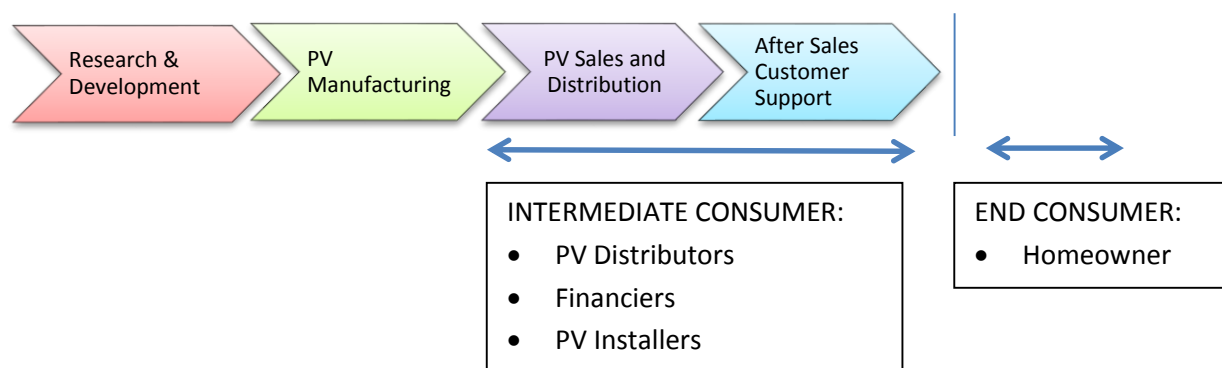 Research &
Development
PV
Manufacturing
PV Sales and
Distribution
After Sales
Customer
Support
INTERMEDIATE CONSUMER:
• PV Distributors
• Financiers
• PV Installers
END CONSUMER:
• Homeowner